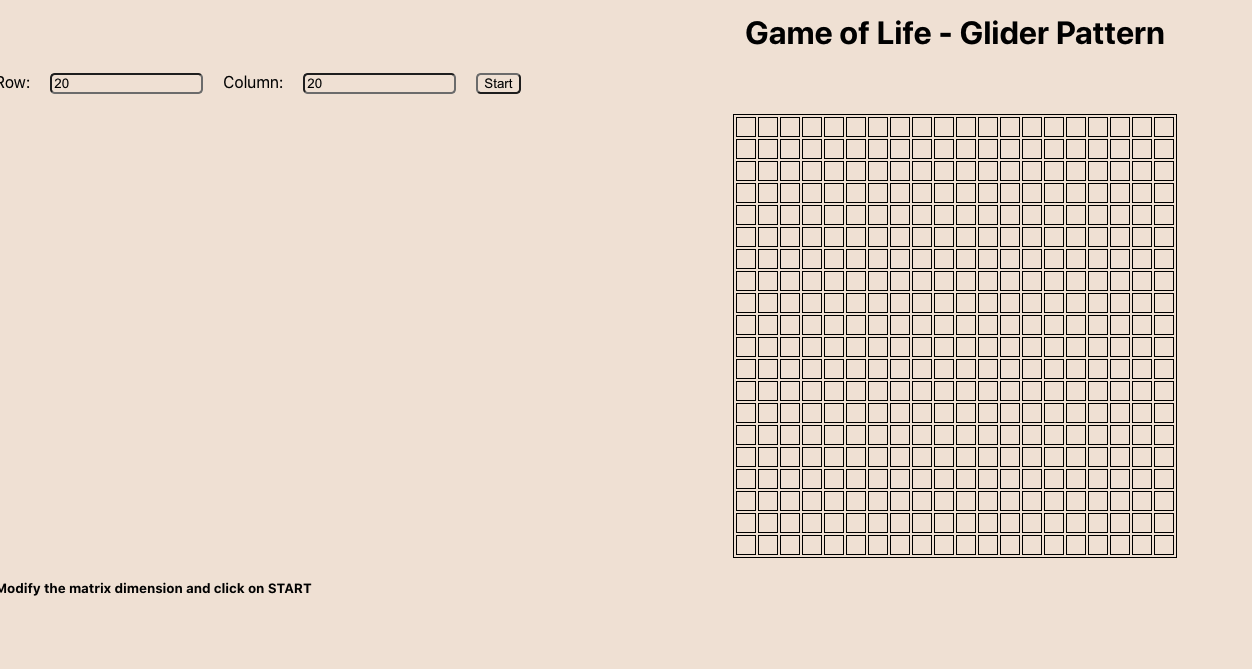 Game of Life - Glider Pattern
Row: 20 Column: 20 Start
Modify the matrix dimension and click on START